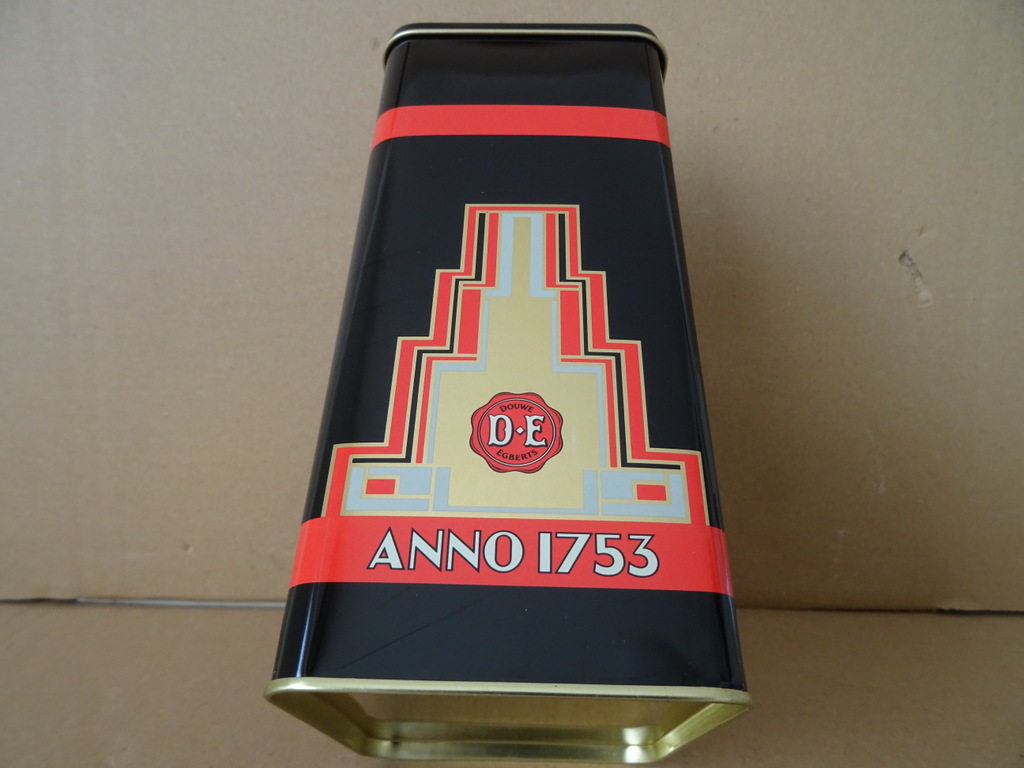 DOUWE
D·E
EGBERTS
ANNO 1753